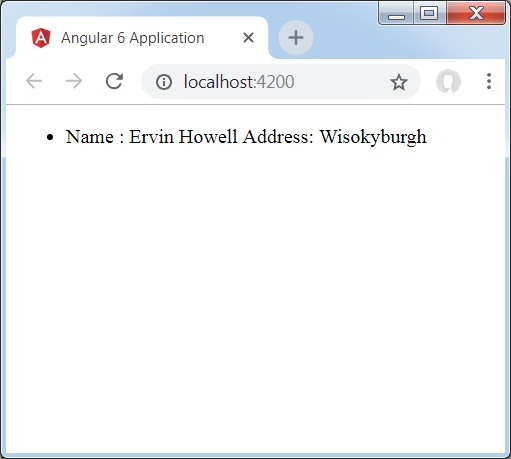 Angular 6 Application
localhost:4200
• Name : Ervin Howell Address: Wisokyburgh